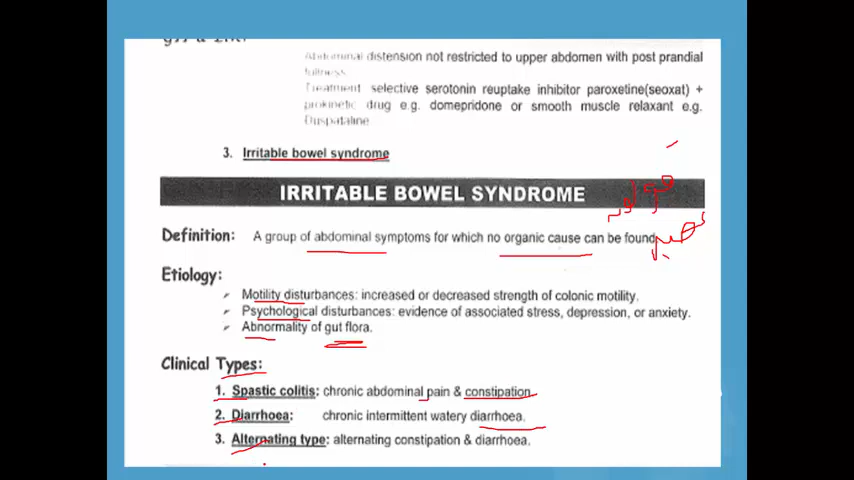 Abdominal distension not restricted to upper abdomen with post prandial
fullness.
Treatment selective serotonin reuptake inhibitor paroxetine(seoxat) +
prokinetic drug e.g. domepridone or smooth muscle relaxant e.g.
Duspataline
3. Irritable bowel syndrome
IRRITABLE BOWEL SYNDROME
Definition: A group of abdominal symptoms for which no organic cause can be found
Etiology:
➢ Motility disturbances: increased or decreased strength of colonic motility.
➢ Psychological disturbances: evidence of associated stress, depression, or anxiety.
➢ Abnormality of gut flora.
Clinical Types:
1. Spastic colitis: chronic abdominal pain & constipation.
2. Diarrhoea: chronic intermittent watery diarrhoea.
3. Alternating type: alternating constipation & diarrhoea.